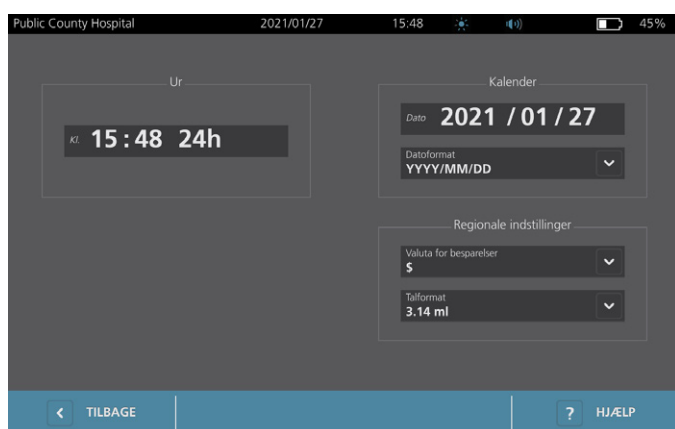 Public County Hospital 2021/01/27 15:48 45%
Ur
Kl. 15:48 24h
Kalender
Dato 2021 / 01 / 27
Datoformat
YYYY/MM/DD
Regionale indstillinger
Valuta for besparelser
$
Talformat
3.14 ml
TILBAGE
? HJÆLP